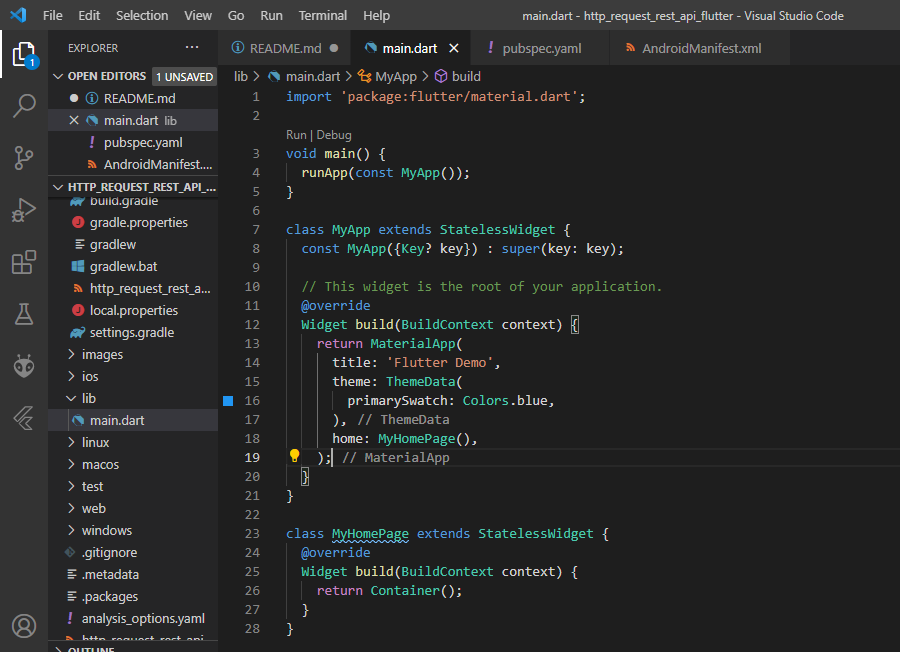 File Edit Selection View Go Run Terminal Help main.dart - http_request_rest_api_flutter - Visual Studio Code
EXPLORER ···
README.md ●
main.dart ×
! pubspec.yaml
AndroidManifest.xml
1
OPEN EDITORS 1 UNSAVED
● README.md
× main.dart lib
! pubspec.yaml
AndroidManifest....
HTTP_REQUEST_REST_API_...
build.gradle
gradle.properties
gradlew
gradlew.bat
http_request_rest_a...
local.properties
settings.gradle
images
ios
lib
main.dart
linux
macos
test
web
windows
.gitignore
.metadata
.packages
! analysis_options.yaml
http_request_rest_api
OUTLINE
lib > main.dart > MyApp > build
1 import 'package:flutter/material.dart';
2
Run | Debug
3 void main() {
4 runApp(const MyApp());
5 }
6
7 class MyApp extends StatelessWidget {
8 const MyApp({Key? key}) : super(key: key);
9
10 // This widget is the root of your application.
11 @override
12 Widget build(BuildContext context) {
13 return MaterialApp(
14 title: 'Flutter Demo',
15 theme: ThemeData(
16 primarySwatch: Colors.blue,
17 ), // ThemeData
18 home: MyHomePage(),
19 ); // MaterialApp
20 }
21 }
22
23 class MyHomePage extends StatelessWidget {
24 @override
25 Widget build(BuildContext context) {
26 return Container();
27 }
28 }